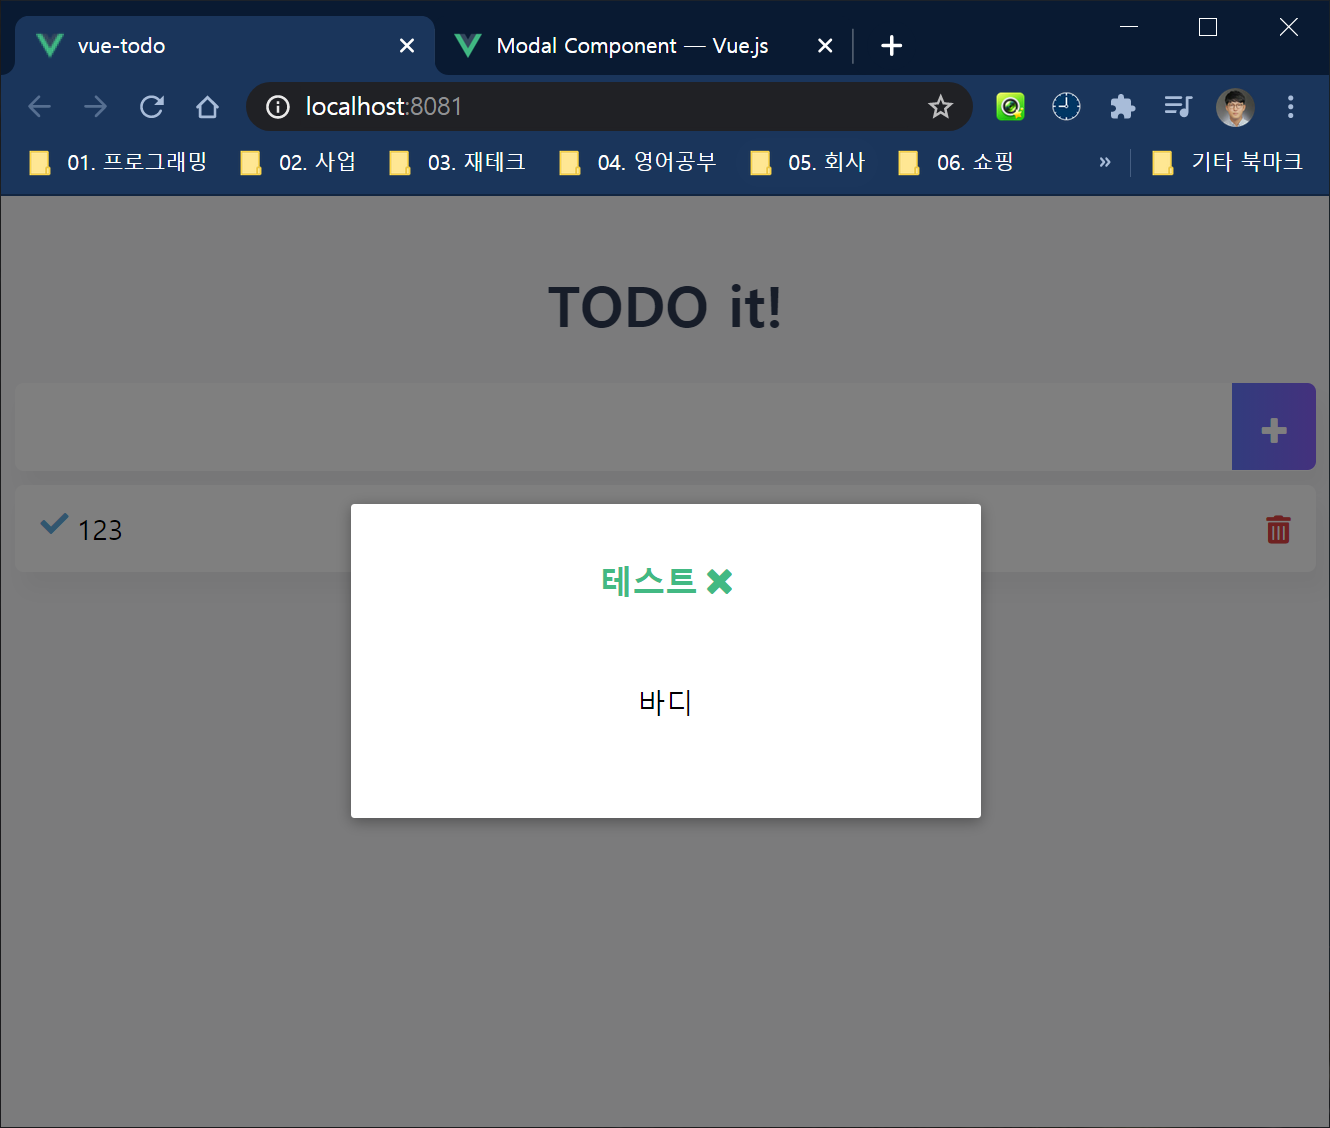 vue-todo
Modal Component — Vue.js
localhost:8081
01. 프로그래밍
02. 사업
03. 재테크
04. 영어공부
05. 회사
06. 쇼핑
»
기타 북마크
TODO it!
123
테스트
바디